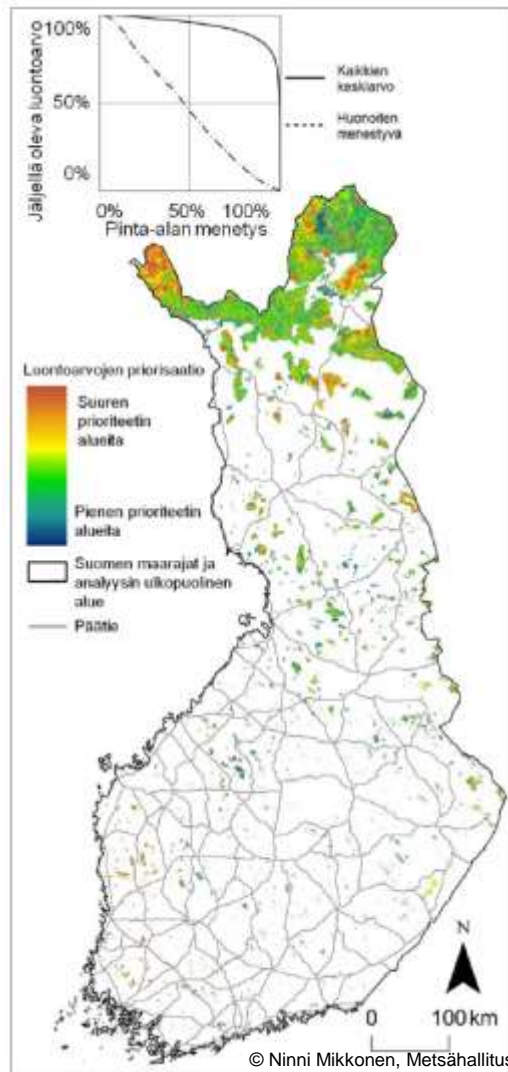 100%
50%
0%
Jäljellä oleva luontoarvo
0% 50% 100%
Pinta-alan menetys
Kaikkien
keskiarvo
Huonoiten
menestyvä
Luontoarvojen priorisaatio
Suuren
prioriteetin
alueita
Pienen prioriteetin
alueita
Suomen maarajat ja
analyysin ulkopuolinen
alue
Päätie
N
0 100 km
© Ninni Mikkonen, Metsähallitus